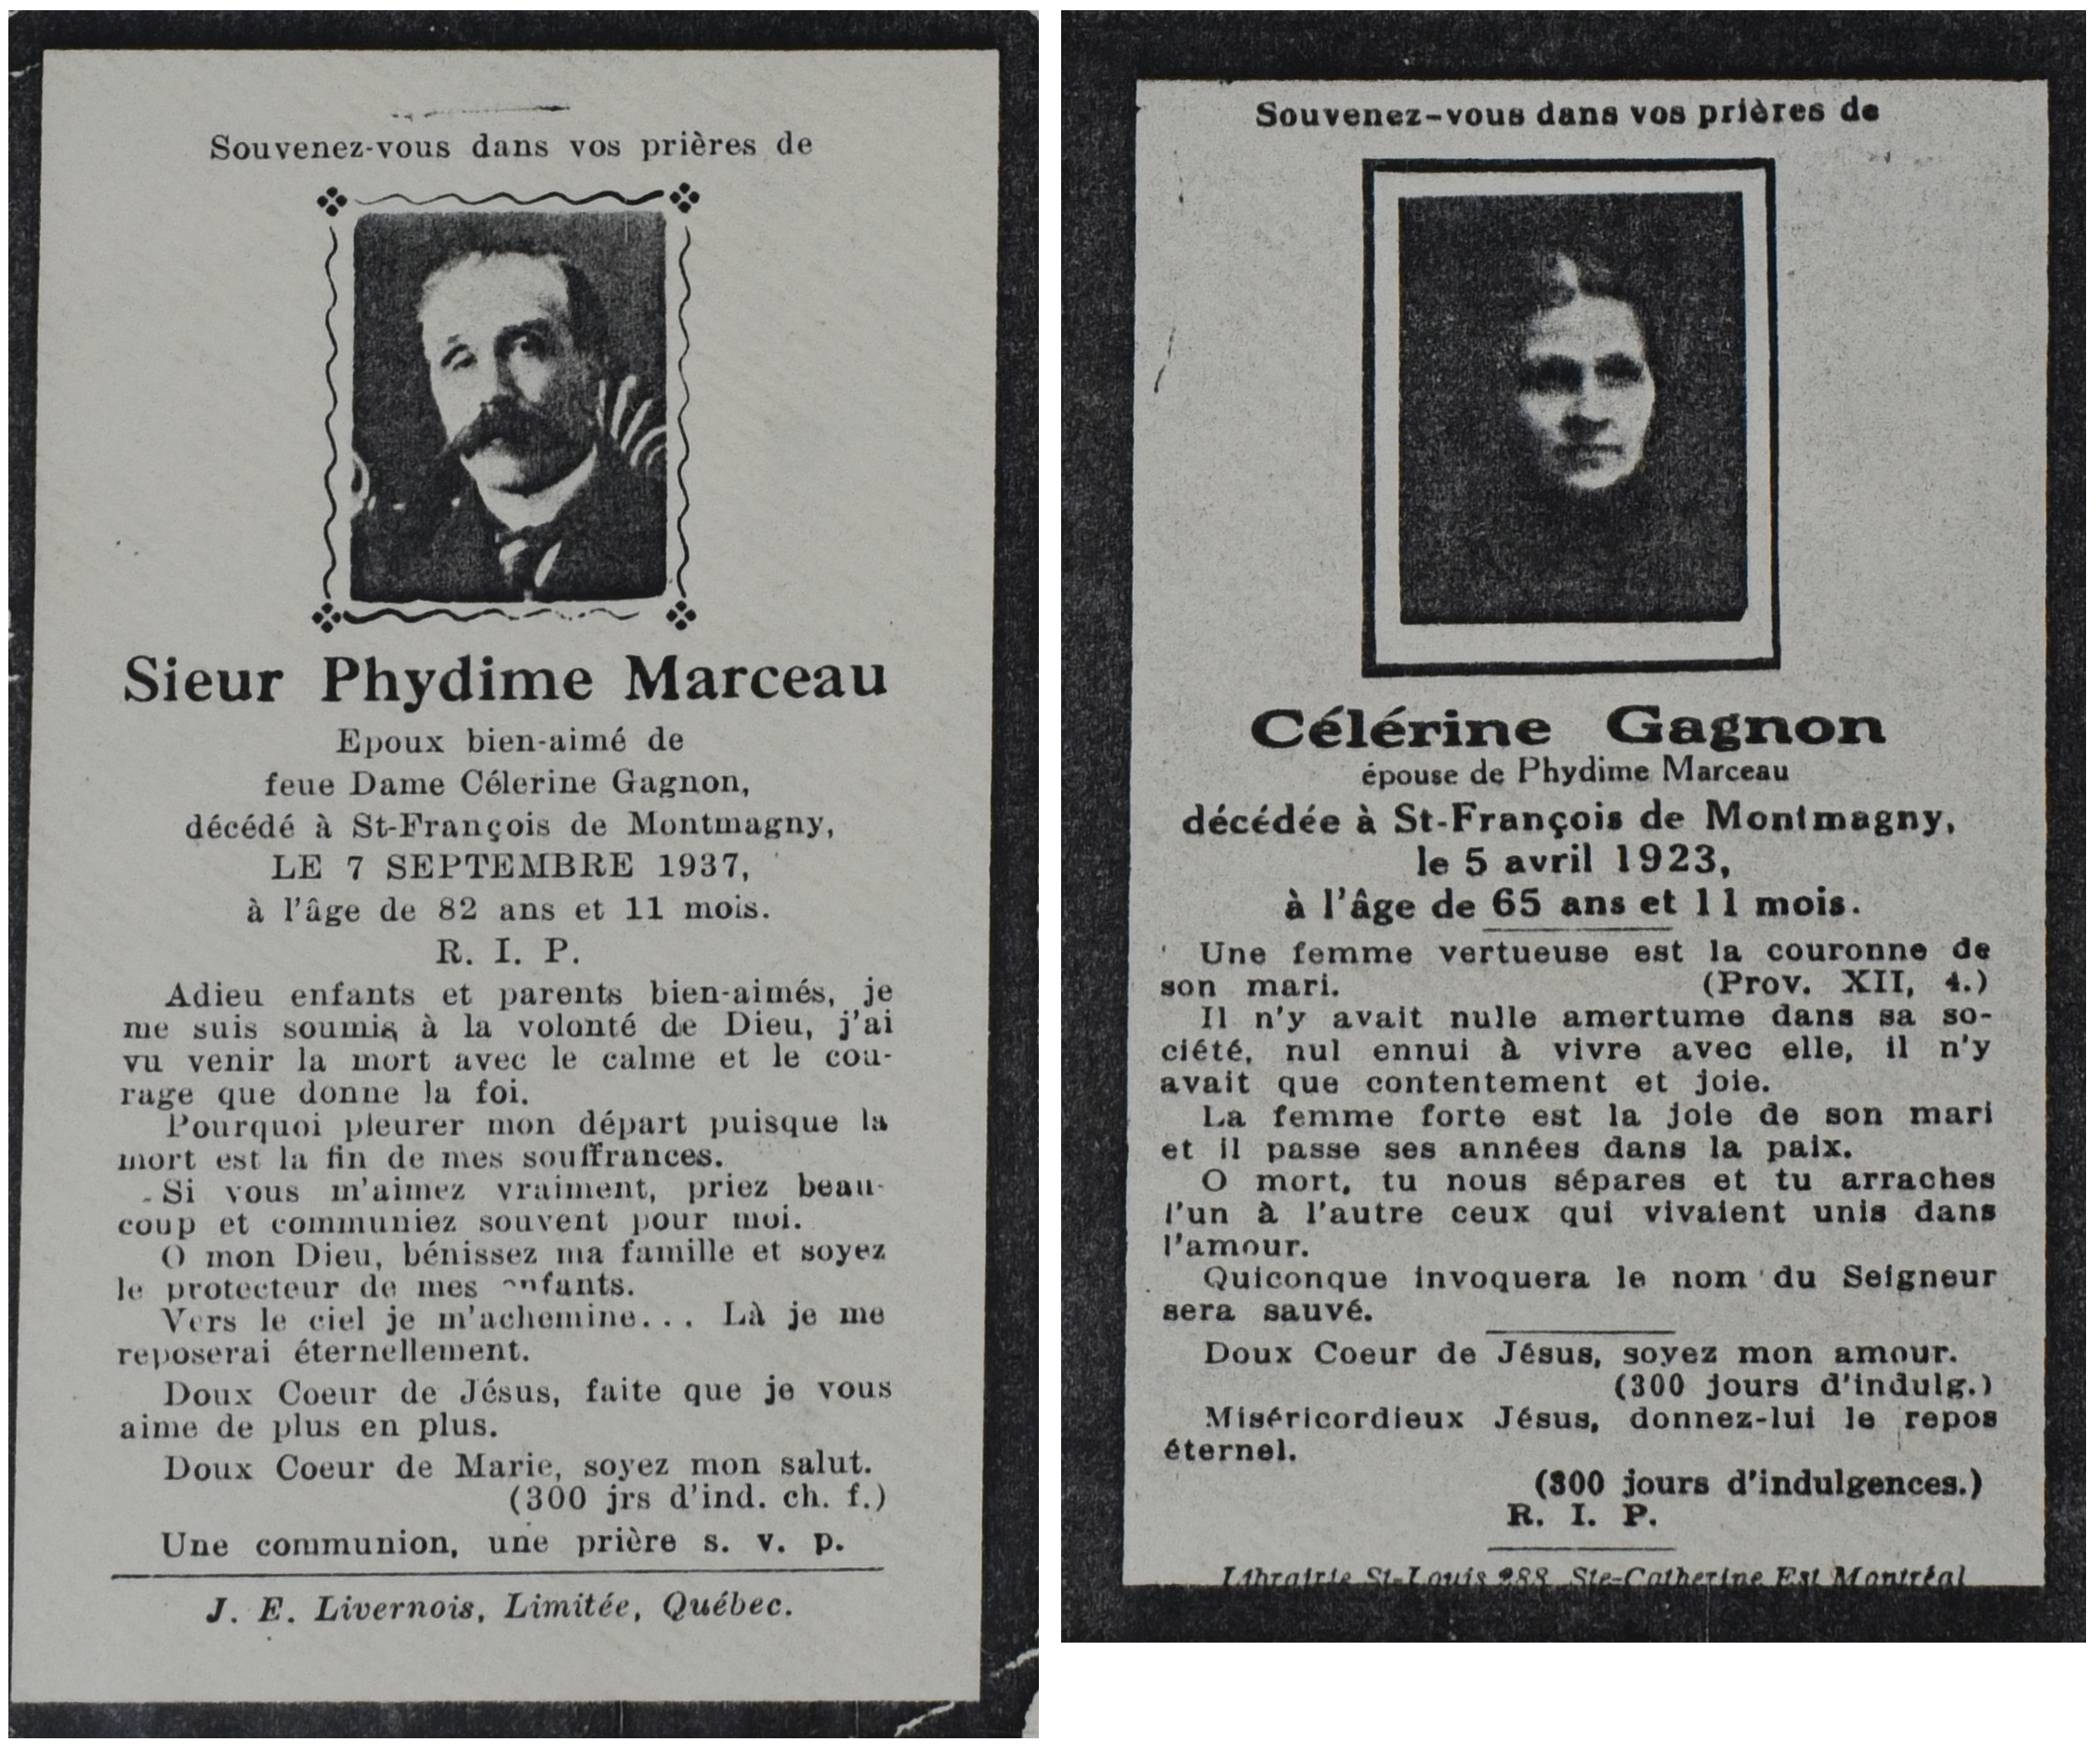 Souvenez-vous dans vos prières de
Sieur Phydime Marceau
Epoux bien-aimé de
feue Dame Célerine Gagnon,
décédé à St-François de Montmagny,
LE 7 SEPTEMBRE 1937,
à l'âge de 82 ans et 11 mois.
R. I. P.
Adieu enfants et parents bien-aimés, je
me suis soumis à la volonté de Dieu, j'ai
vu venir la mort avec le calme et le cou-
rage que donne la foi.
Pourquoi pleurer mon départ puisque la
mort est la fin de mes souffrances.
Si vous m'aimez vraiment, priez beau-
coup et communiez souvent pour moi.
O mon Dieu, bénissez ma famille et soyez
le protecteur de mes enfants.
Vers le ciel je m'achemine... Là je me
reposerai éternellement.
Doux Coeur de Jésus, faite que je vous
aime de plus en plus.
Doux Coeur de Marie, soyez mon salut.
(300 jrs d'ind. ch. f.)
Une communion, une prière s. v. p.
J. E. Livernois, Limitée, Québec.
Souvenez-vous dans vos prières de
Célérine Gagnon
épouse de Phydime Marceau
décédée à St-François de Montmagny,
le 5 avril 1923,
à l'âge de 65 ans et 11 mois.
Une femme vertueuse est la couronne de
son mari. (Prov. XII, 4.)
Il n'y avait nulle amertume dans sa so-
ciété, nul ennui à vivre avec elle, il n'y
avait que contentement et joie.
La femme forte est la joie de son mari
et il passe ses années dans la paix.
O mort, tu nous sépares et tu arraches
l'un à l'autre ceux qui vivaient unis dans
l'amour.
Quiconque invoquera le nom du Seigneur
sera sauvé.
Doux Coeur de Jésus, soyez mon amour.
(300 jours d'indulg.)
Miséricordieux Jésus, donnez-lui le repos
éternel.
(300 jours d'indulgences.)
R. I. P.
Librairie St-Louis 288, Ste-Catherine Est Montréal